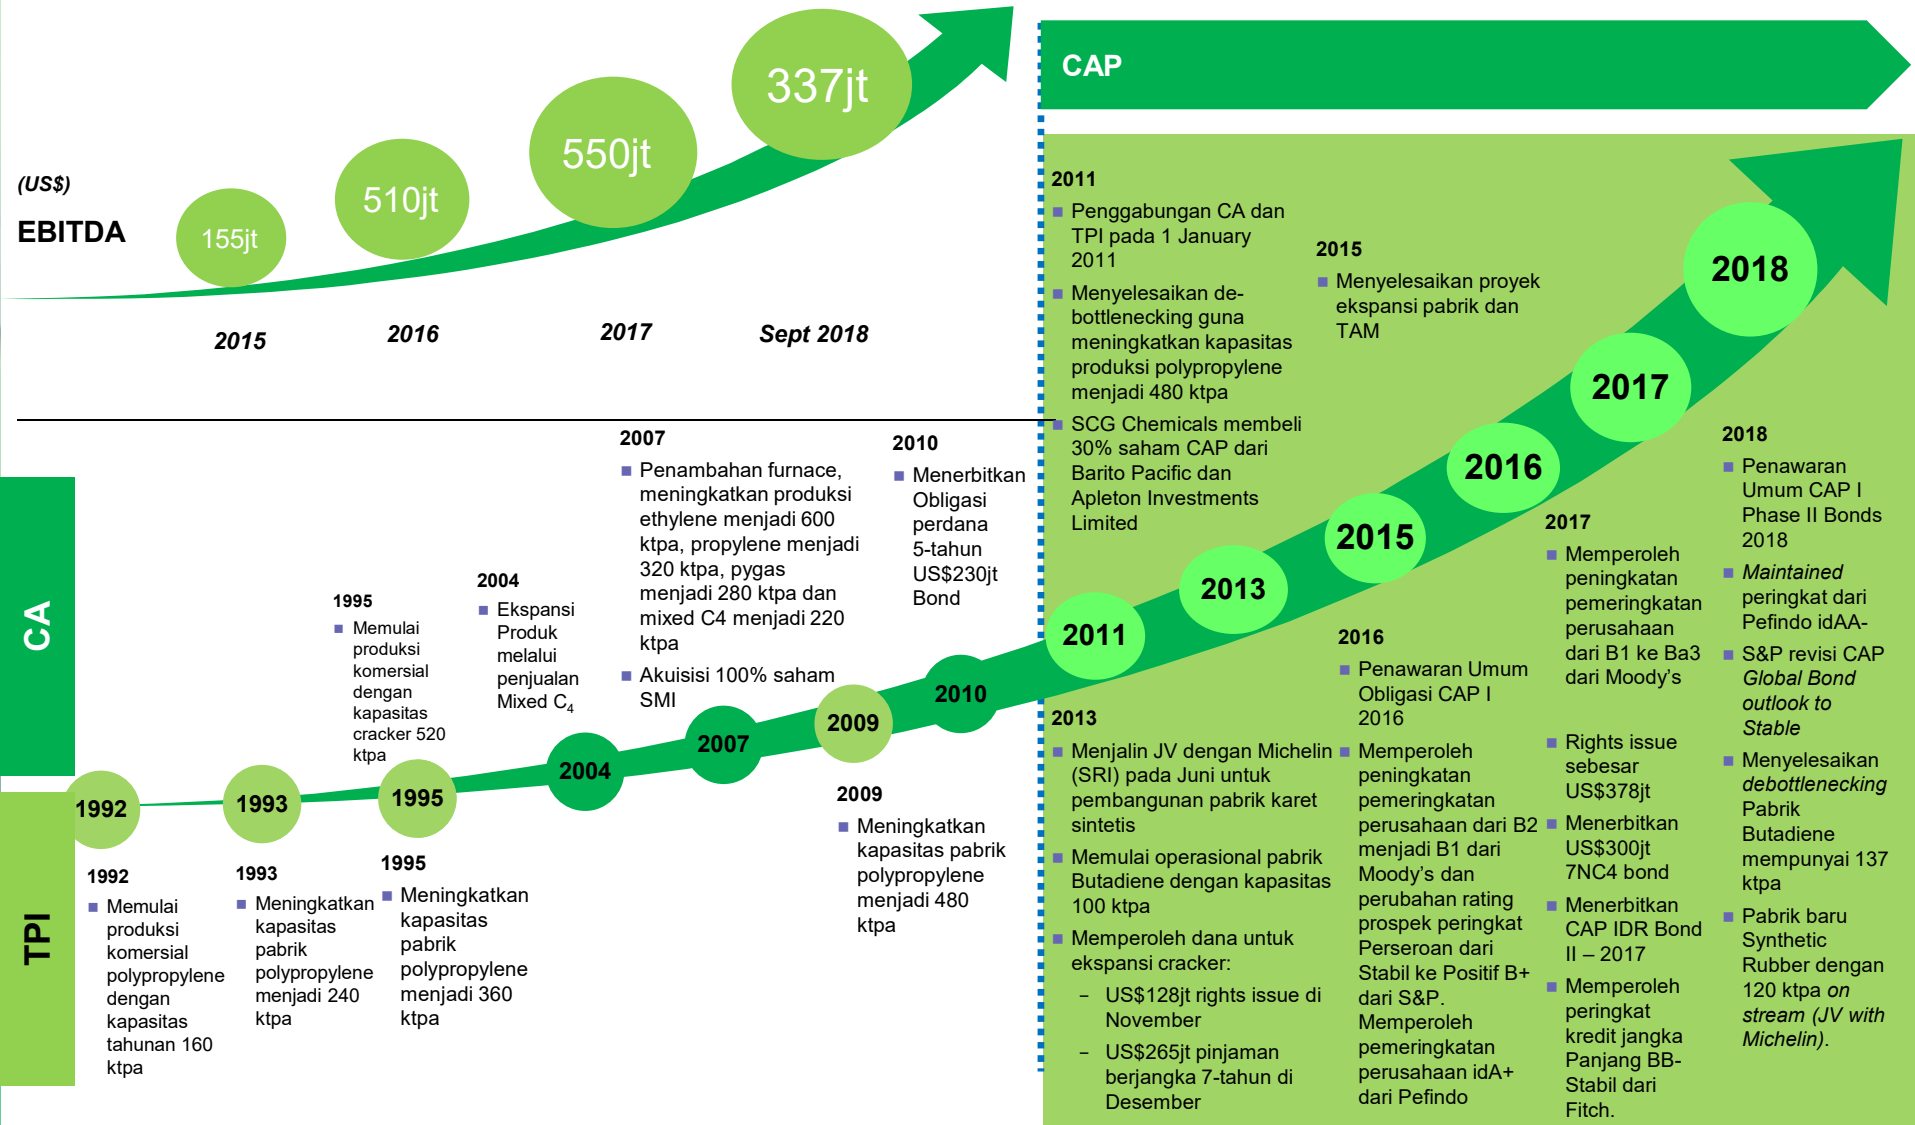 (US$)
EBITDA
155jt
510jt
550jt
337jt
2015
2016
2017
Sept 2018
CAP
CA
TPI
1995
Memulai
produksi
komersial
dengan
kapasitas
cracker 520
ktpa
2004
Ekspansi
Produk
melalui
penjualan
Mixed C4
2007
Penambahan furnace,
meningkatkan produksi
ethylene menjadi 600
ktpa, propylene menjadi
320 ktpa, pygas
menjadi 280 ktpa dan
mixed C4 menjadi 220
ktpa
Akuisisi 100% saham
SMI
2010
Menerbitkan
Obligasi
perdana
5-tahun
US$230jt
Bond
1992
1993
1995
2004
2007
2009
2010
2011
2013
2015
2016
2017
2018
1992
Memulai
produksi
komersial
polypropylene
dengan
kapasitas
tahunan 160
ktpa
1993
Meningkatkan
kapasitas
pabrik
polypropylene
menjadi 240
ktpa
1995
Meningkatkan
kapasitas
pabrik
polypropylene
menjadi 360
ktpa
2009
Meningkatkan
kapasitas pabrik
polypropylene
menjadi 480
ktpa
2011
Penggabungan CA dan
TPI pada 1 January
2011
Menyelesaikan de-
bottlenecking guna
meningkatkan kapasitas
produksi polypropylene
menjadi 480 ktpa
SCG Chemicals membeli
30% saham CAP dari
Barito Pacific dan
Apleton Investments
Limited
2013
Menjalin JV dengan Michelin
(SRI) pada Juni untuk
pembangunan pabrik karet
sintetis
Memulai operasional pabrik
Butadiene dengan kapasitas
100 ktpa
Memperoleh dana untuk
ekspansi cracker:
– US$128jt rights issue di
November
– US$265jt pinjaman
berjangka 7-tahun di
Desember
2015
Menyelesaikan proyek
ekspansi pabrik dan
TAM
2016
Penawaran Umum
Obligasi CAP I
2016
Memperoleh
peningkatan
pemeringkatan
perusahaan dari B2
menjadi B1 dari
Moody's dan
perubahan rating
prospek peringkat
Perseroan dari
Stabil ke Positif B+
dari S&P.
Memperoleh
pemeringkatan
perusahaan idA+
dari Pefindo
2017
Memperoleh
peningkatan
pemeringkatan
perusahaan
dari B1 ke Ba3
dari Moody's
Rights issue
sebesar
US$378jt
Menerbitkan
US$300jt
7NC4 bond
Menerbitkan
CAP IDR Bond
II – 2017
Memperoleh
peringkat
kredit jangka
Panjang BB-
Stabil dari
Fitch.
2018
Penawaran
Umum CAP I
Phase II Bonds
2018
Maintained
peringkat dari
Pefindo idAA-
S&P revisi CAP
Global Bond
outlook to
Stable
Menyelesaikan
debottlenecking
Pabrik
Butadiene
mempunyai 137
ktpa
Pabrik baru
Synthetic
Rubber dengan
120 ktpa on
stream (JV with
Michelin).